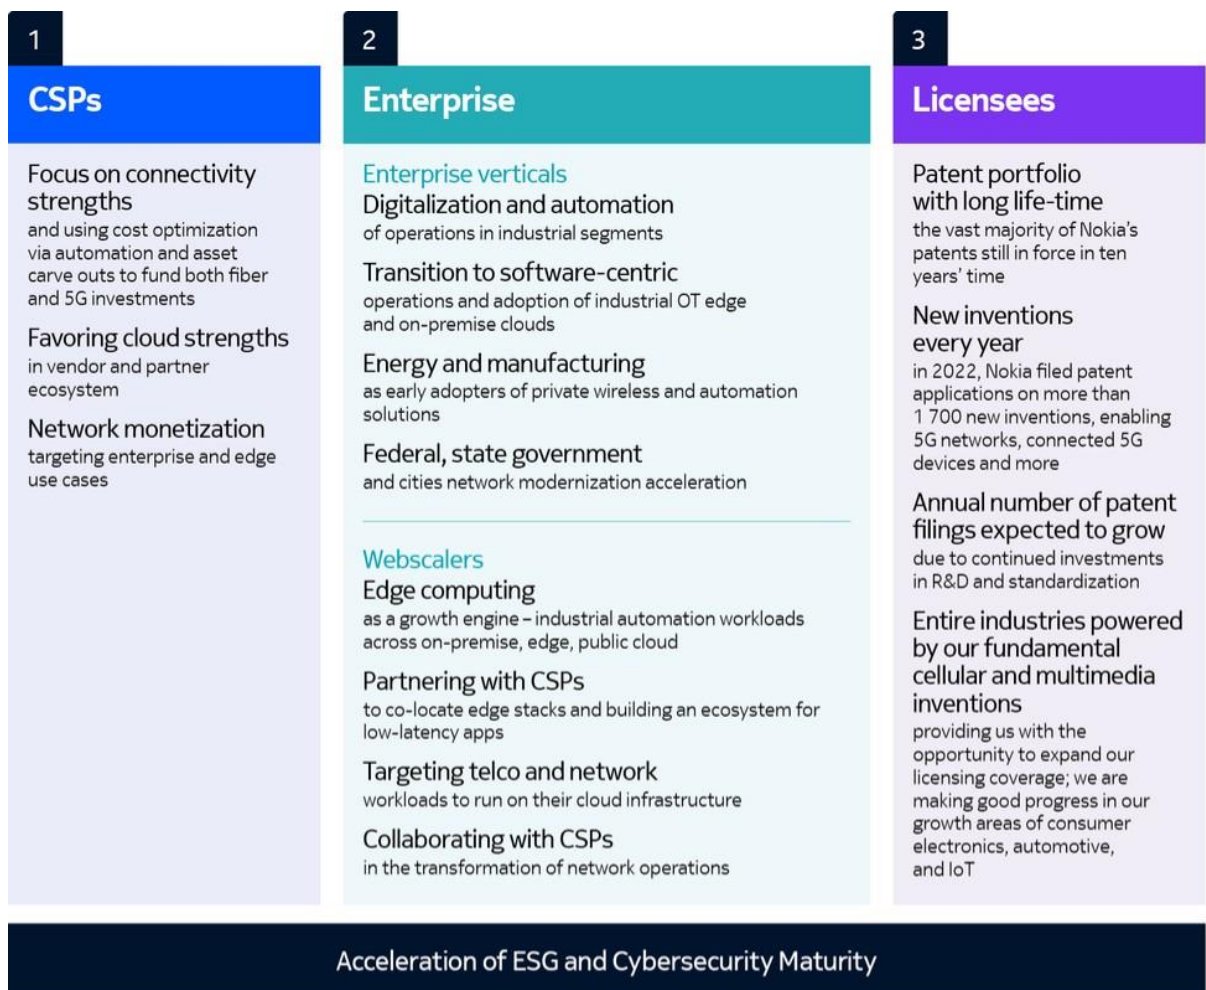 1
CSPs
Focus on connectivity
strengths
and using cost optimization
via automation and asset
carve outs to fund both fiber
and 5G investments
Favoring cloud strengths
in vendor and partner
ecosystem
Network monetization
targeting enterprise and edge
use cases
2
Enterprise
Enterprise verticals
Digitalization and automation
of operations in industrial segments
Transition to software-centric
operations and adoption of industrial OT edge
and on-premise clouds
Energy and manufacturing
as early adopters of private wireless and automation
solutions
Federal, state government
and cities network modernization acceleration
Webscalers
Edge computing
as a growth engine – industrial automation workloads
across on-premise, edge, public cloud
Partnering with CSPs
to co-locate edge stacks and building an ecosystem for
low-latency apps
Targeting telco and network
workloads to run on their cloud infrastructure
Collaborating with CSPs
in the transformation of network operations
3
Licensees
Patent portfolio
with long life-time
the vast majority of Nokia's
patents still in force in ten
years' time
New inventions
every year
in 2022, Nokia filed patent
applications on more than
1 700 new inventions, enabling
5G networks, connected 5G
devices and more
Annual number of patent
filings expected to grow
due to continued investments
in R&D and standardization
Entire industries powered
by our fundamental
cellular and multimedia
inventions
providing us with the
opportunity to expand our
licensing coverage; we are
making good progress in our
growth areas of consumer
electronics, automotive,
and IoT
Acceleration of ESG and Cybersecurity Maturity